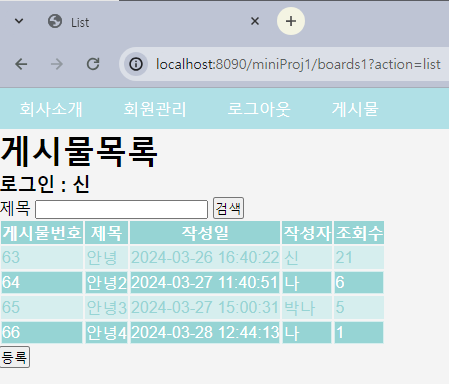 List
localhost:8090/miniProj1/boards1?action=list
회사소개 회원관리 로그아웃 게시물
게시물목록
로그인 : 신
제목 검색
게시물번호 제목 작성일 작성자 조회수
63 안녕 2024-03-26 16:40:22 신 21
64 안녕2 2024-03-27 11:40:51 나 6
65 안녕3 2024-03-27 15:00:31 박나 5
66 안녕4 2024-03-28 12:44:13 나 1
등록